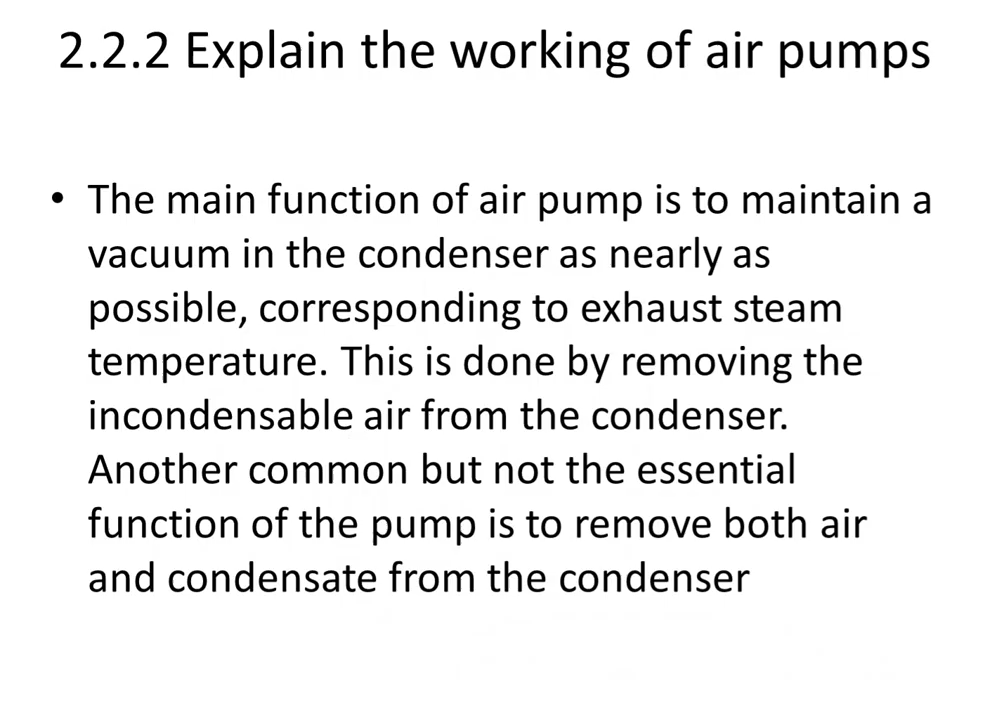 2.2.2 Explain the working of air pumps
• The main function of air pump is to maintain a
vacuum in the condenser as nearly as
possible, corresponding to exhaust steam
temperature. This is done by removing the
incondensable air from the condenser.
Another common but not the essential
function of the pump is to remove both air
and condensate from the condenser